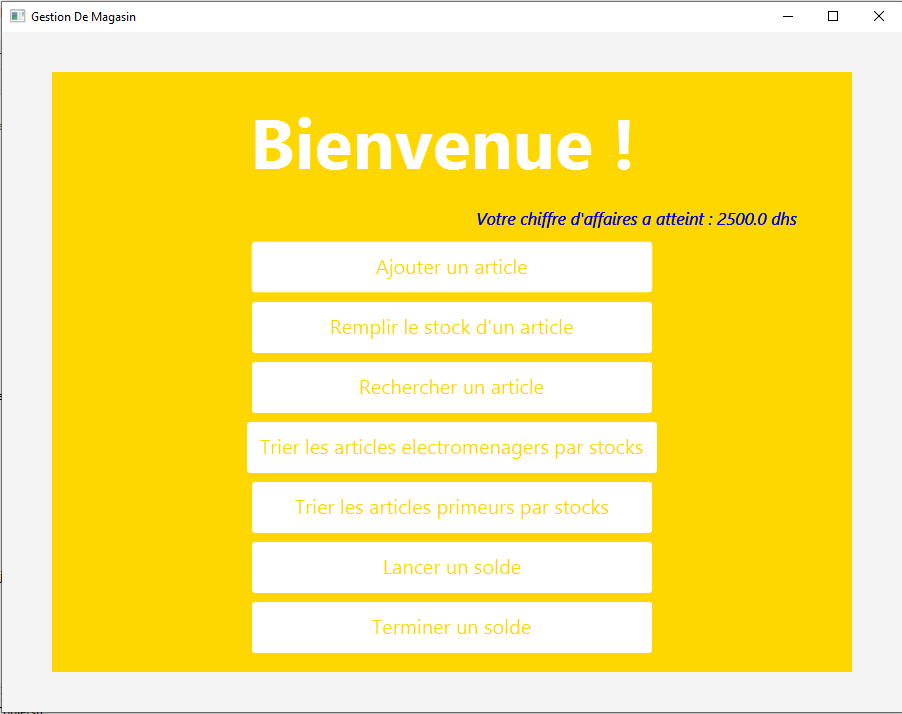 Gestion De Magasin
Bienvenue !
Votre chiffre d'affaires a atteint : 2500.0 dhs
Ajouter un article
Remplir le stock d'un article
Rechercher un article
Trier les articles electromenagers par stocks
Trier les articles primeurs par stocks
Lancer un solde
Terminer un solde